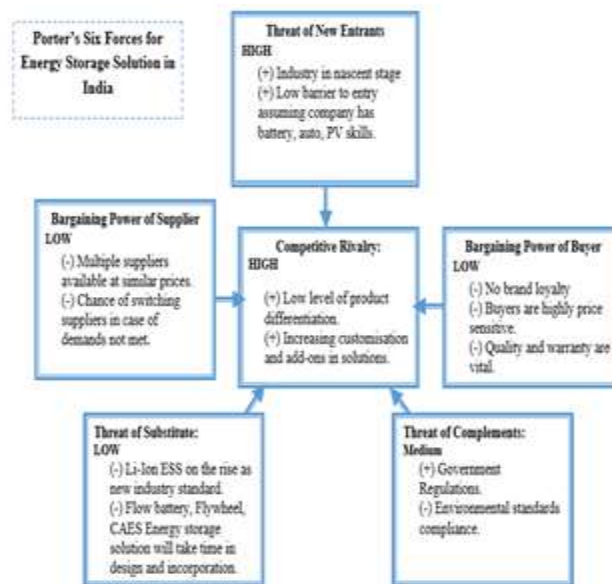 Porter's Six Forces for
Energy Storage Solution in
India
Threat of New Entrants
HIGH
(+) Industry in nascent stage
(+) Low barrier to entry
assuming company has
battery, auto, PV skills.
Bargaining Power of Supplier
LOW
(-) Multiple suppliers
available at similar prices.
(-) Chance of switching
suppliers in case of
demands not met.
Competitive Rivalry:
HIGH
(+) Low level of product
differentiation.
(+) Increasing customisation
and add-ons in solutions.
Bargaining Power of Buyer
LOW
(-) No brand loyalty
(-) Buyers are highly price
sensitive.
(-) Quality and warranty are
vital.
Threat of Substitute:
LOW
(-) Li-Ion ESS on the rise as
new industry standard.
(-) Flow battery, Flywheel,
CAES Energy storage
solution will take time in
design and incorporation.
Threat of Complements:
Medium
(+) Government
Regulations.
(-) Environmental standards
compliance.